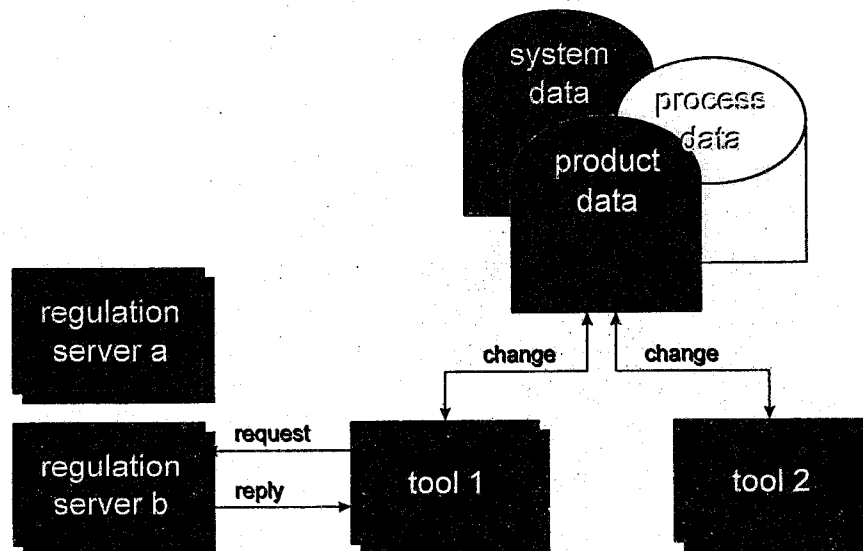 system
data
process
data
product
data
regulation
server a
change
change
request
regulation
server b
reply
tool 1
tool 2